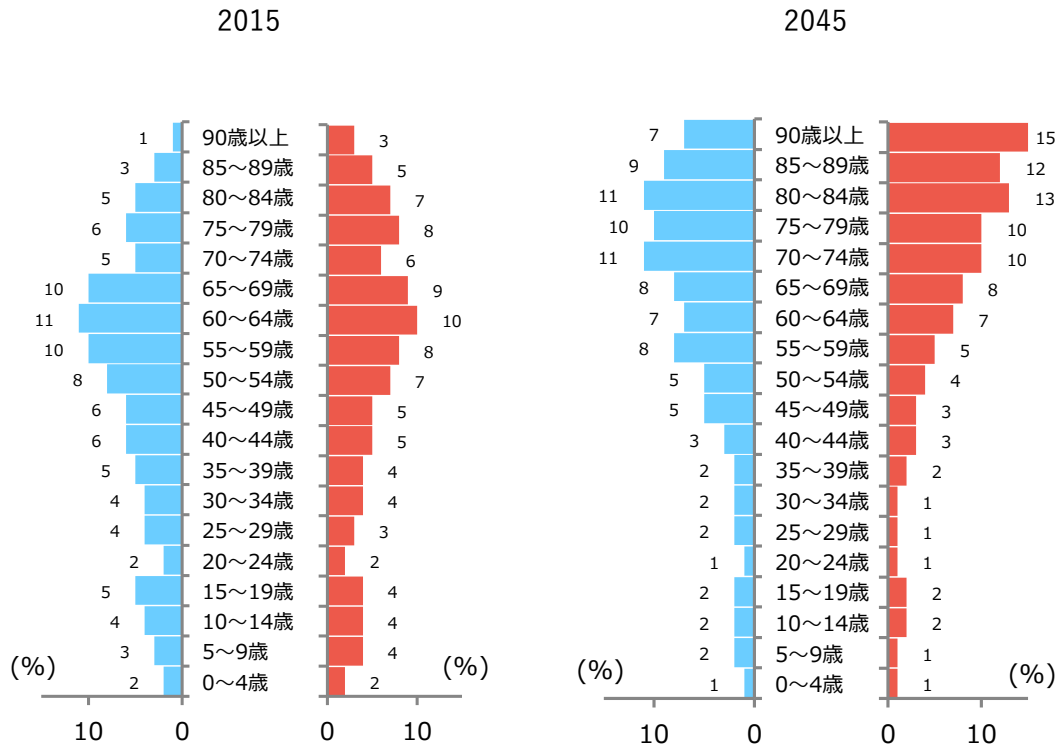 2015
1 90歳以上 3
3 85～89歳 5
5 80～84歳 7
6 75～79歳 8
5 70～74歳 6
10 65～69歳 9
11 60～64歳 10
10 55～59歳 8
8 50～54歳 7
6 45～49歳 5
6 40～44歳 5
5 35～39歳 4
4 30～34歳 4
4 25～29歳 3
2 20～24歳 2
5 15～19歳 4
4 10～14歳 4
3 5～9歳 4
(%) (%)
2 0～4歳 2
10 0 0 10
2045
7 90歳以上 15
9 85～89歳 12
11 80～84歳 13
10 75～79歳 10
11 70～74歳 10
8 65～69歳 8
7 60～64歳 7
8 55～59歳 5
5 50～54歳 4
5 45～49歳 3
3 40～44歳 3
2 35～39歳 2
2 30～34歳 1
2 25～29歳 1
1 20～24歳 1
2 15～19歳 2
2 10～14歳 2
2 5～9歳 1
(%) (%)
1 0～4歳 1
10 0 0 10